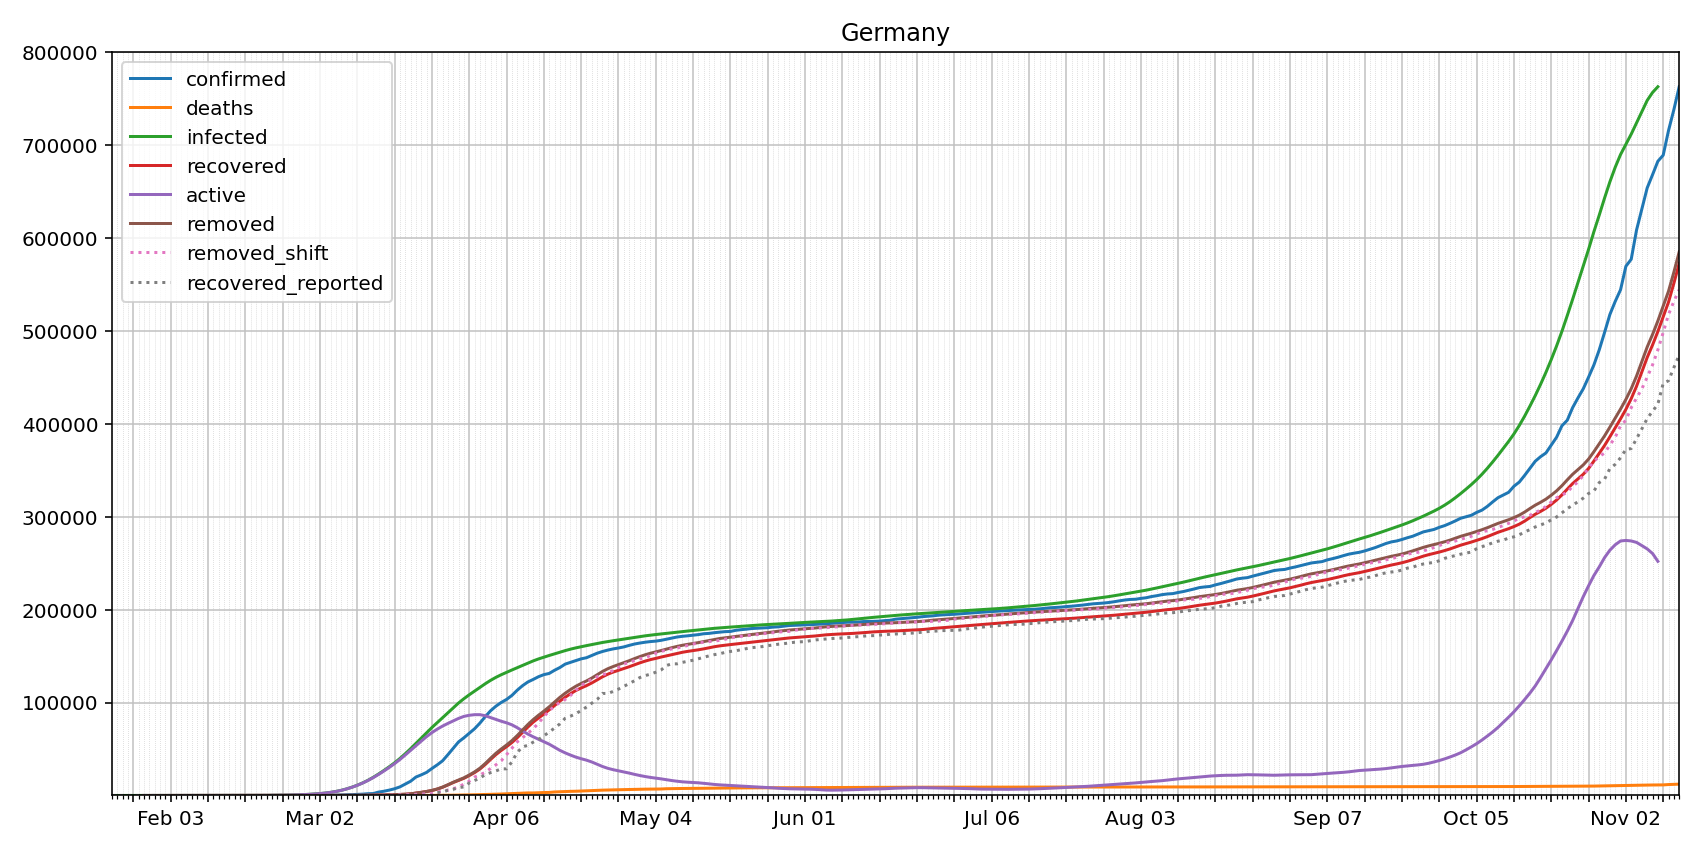 Germany
800000
700000
600000
500000
400000
300000
200000
100000
confirmed
deaths
infected
recovered
active
removed
removed_shift
recovered_reported
Feb 03 Mar 02 Apr 06 May 04 Jun 01 Jul 06 Aug 03 Sep 07 Oct 05 Nov 02